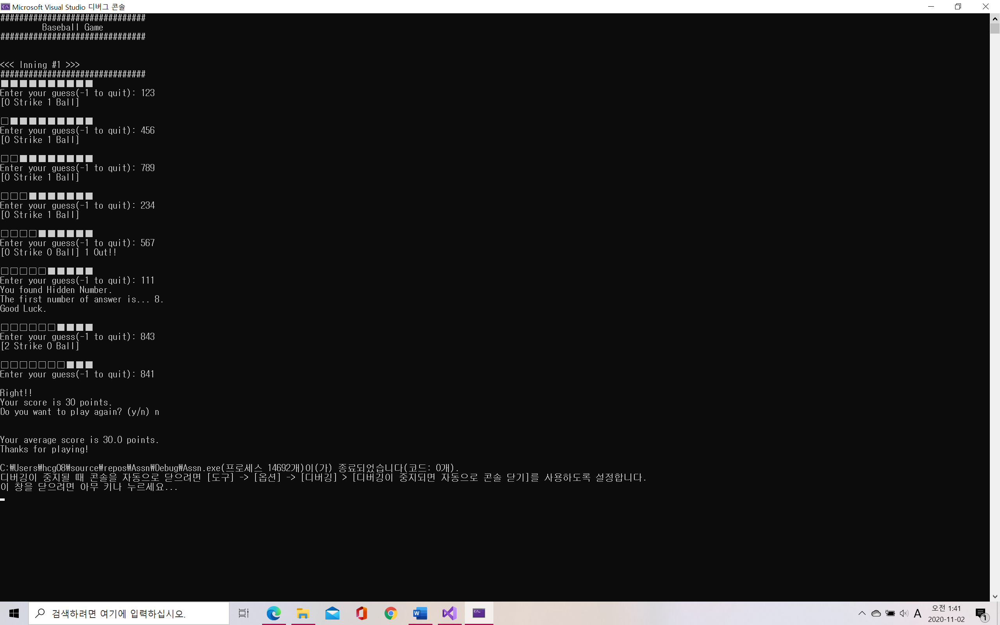 Microsoft Visual Studio 디버그 콘솔
###############################
Baseball Game
###############################
<<< Inning #1 >>>
###############################
■■■■■■■■■■
Enter your guess(-1 to quit): 123
[0 Strike 1 Ball]
□■■■■■■■■■
Enter your guess(-1 to quit): 456
[0 Strike 1 Ball]
□□■■■■■■■■
Enter your guess(-1 to quit): 789
[0 Strike 1 Ball]
□□□■■■■■■■
Enter your guess(-1 to quit): 234
[0 Strike 1 Ball]
□□□□■■■■■■
Enter your guess(-1 to quit): 567
[0 Strike 0 Ball] 1 Out!!
□□□□□■■■■■
Enter your guess(-1 to quit): 111
You found Hidden Number.
The first number of answer is... 8.
Good Luck.
□□□□□□■■■■
Enter your guess(-1 to quit): 843
[2 Strike 0 Ball]
□□□□□□□■■■
Enter your guess(-1 to quit): 841
Right!!
Your score is 30 points.
Do you want to play again? (y/n) n
Your average score is 30.0 points.
Thanks for playing!
C:₩Users₩hcg08₩source₩repos₩Assn₩Debug₩Assn.exe(프로세스 14692개)이(가) 종료되었습니다(코드: 0개).
디버깅이 중지될 때 콘솔을 자동으로 닫으려면 [도구] -> [옵션] -> [디버깅] > [디버깅이 중지되면 자동으로 콘솔 닫기]를 사용하도록 설정합니다.
이 창을 닫으려면 아무 키나 누르세요...
검색하려면 여기에 입력하십시오.
A
오전 1:41
2020-11-02
1